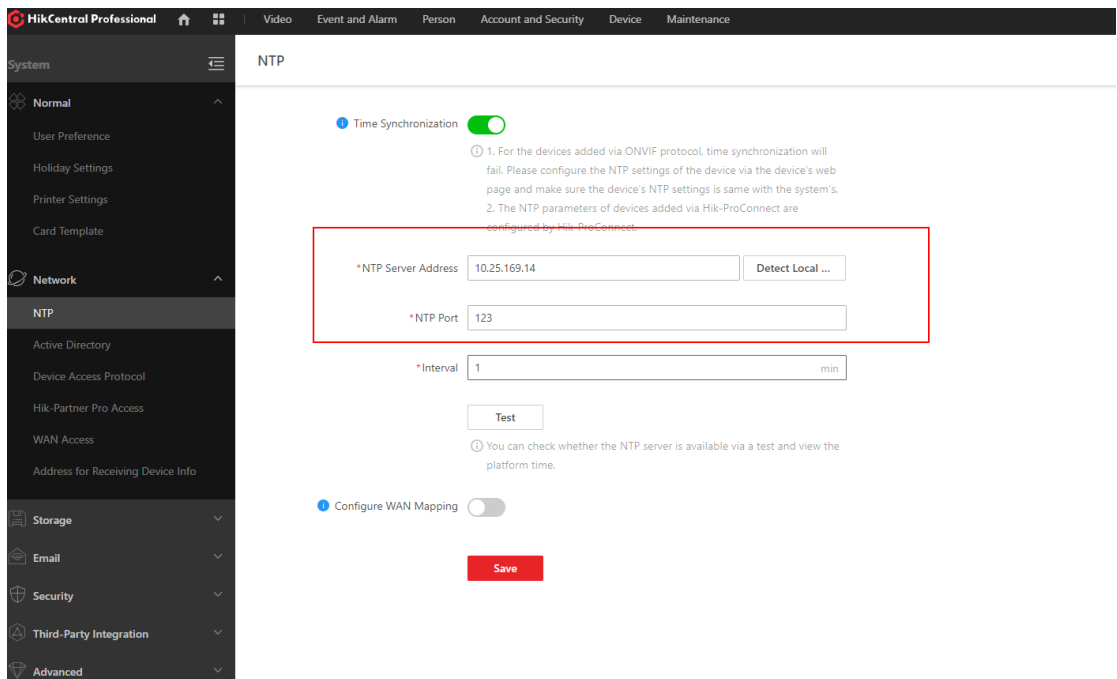 HikCentral Professional
Video
Event and Alarm
Person
Account and Security
Device
Maintenance
System
NTP
Normal
User Preference
Holiday Settings
Printer Settings
Card Template
Network
NTP
Active Directory
Device Access Protocol
Hik-Partner Pro Access
WAN Access
Address for Receiving Device Info
Storage
Email
Security
Third-Party Integration
Advanced
Time Synchronization
1. For the devices added via ONVIF protocol, time synchronization will
fail. Please configure the NTP settings of the device via the device's web
page and make sure the device's NTP settings is same with the system's.
2. The NTP parameters of devices added via Hik-ProConnect are
configured by Hik-ProConnect.
*NTP Server Address
10.25.169.14
Detect Local ...
*NTP Port
123
*Interval
1
min
Test
You can check whether the NTP server is available via a test and view the
platform time.
Configure WAN Mapping
Save